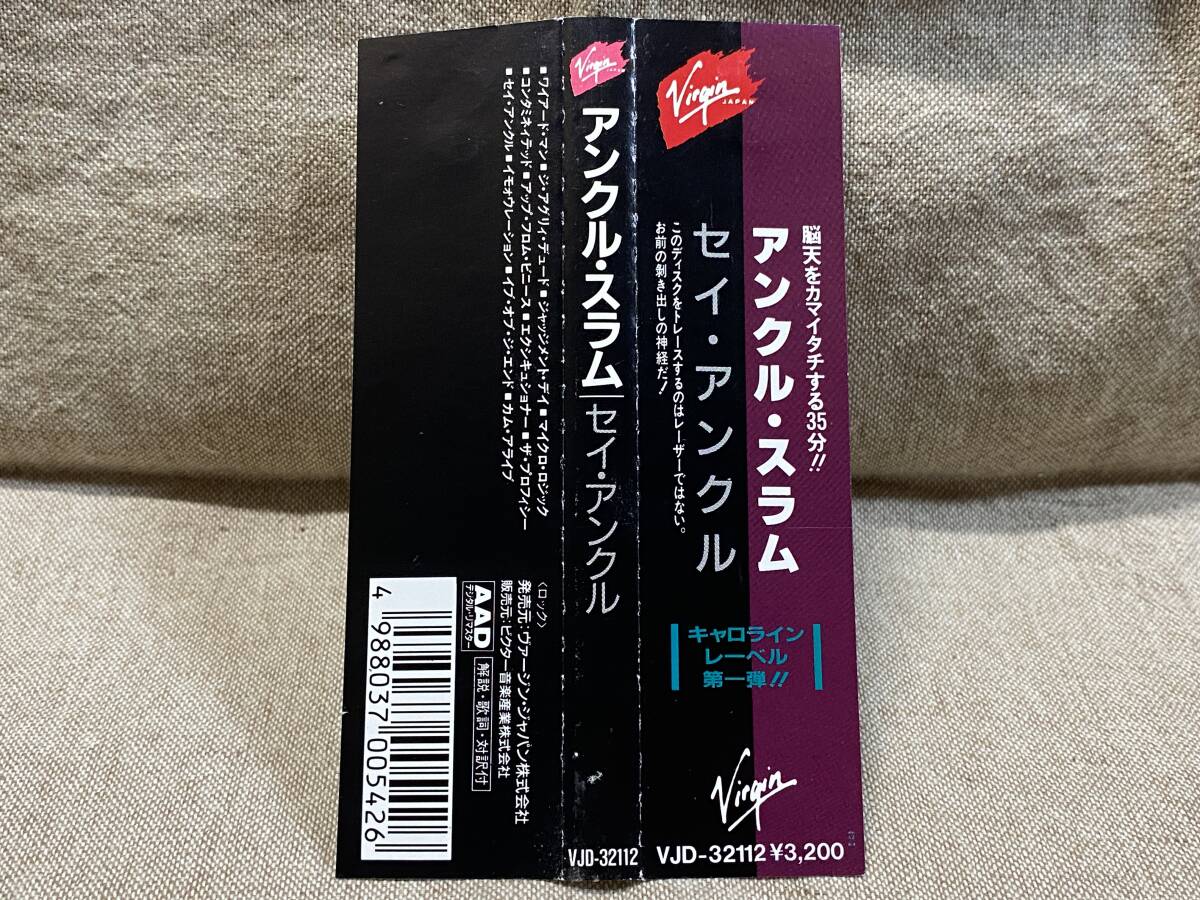 Virgin
JAPAN
脳天をカマイタチする35分!!
アンクル・スラム
セイ・アンクル
このディスクをトレースするのはレーザーではない。
お前の剝き出しの神経だ!
キャロライン
レーベル
第一弾!!
Virgin
VJD-32112 ¥3,200
Virgin
JAPAN
アンクル・スラム|セイ・アンクル
VJD-32112
■ワイアード・マン■ジ・アグリィ・デュード■ジャッジメント・デイ■マイクロ・ロジック
■コンタミネイテッド■アップ・フロム・ビニース■エクシキュショナー■ザ・プロフィシー
■セイ・アンクル■イモオウレーション■イブ・オブ・ジ・エンド■カム・アライブ
〈ロック〉
発売元:ヴァージン・ジャパン株式会社
販売元:ビクター音楽産業株式会社
AAD
デジタル・リマスター
解説・歌詞・対訳付
4 988037 005426